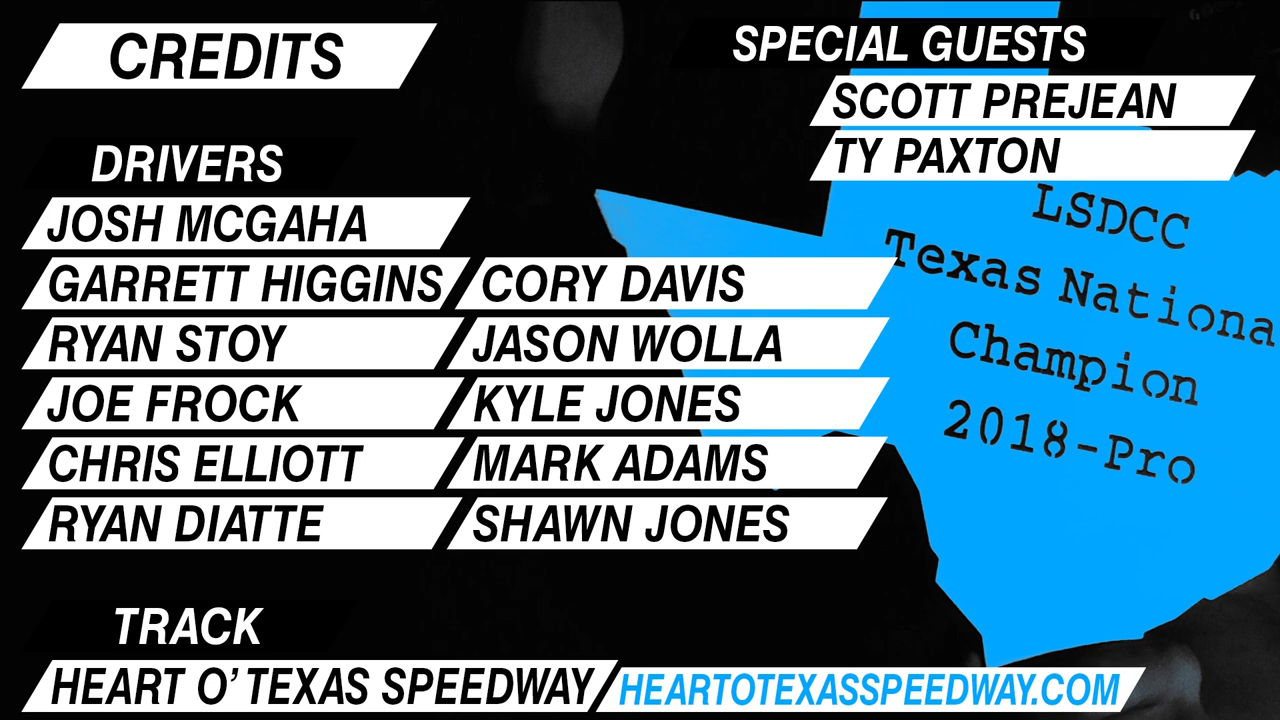 CREDITS
SPECIAL GUESTS
SCOTT PREJEAN
TY PAXTON
DRIVERS
JOSH MCGAHA
GARRETT HIGGINS
CORY DAVIS
RYAN STOY
JASON WOLLA
JOE FROCK
KYLE JONES
CHRIS ELLIOTT
MARK ADAMS
RYAN DIATTE
SHAWN JONES
TRACK
HEART O' TEXAS SPEEDWAY
HEARTOTEXASSPEEDWAY.COM
LSDCC
Texas Nationa
Champion
2018-Pro